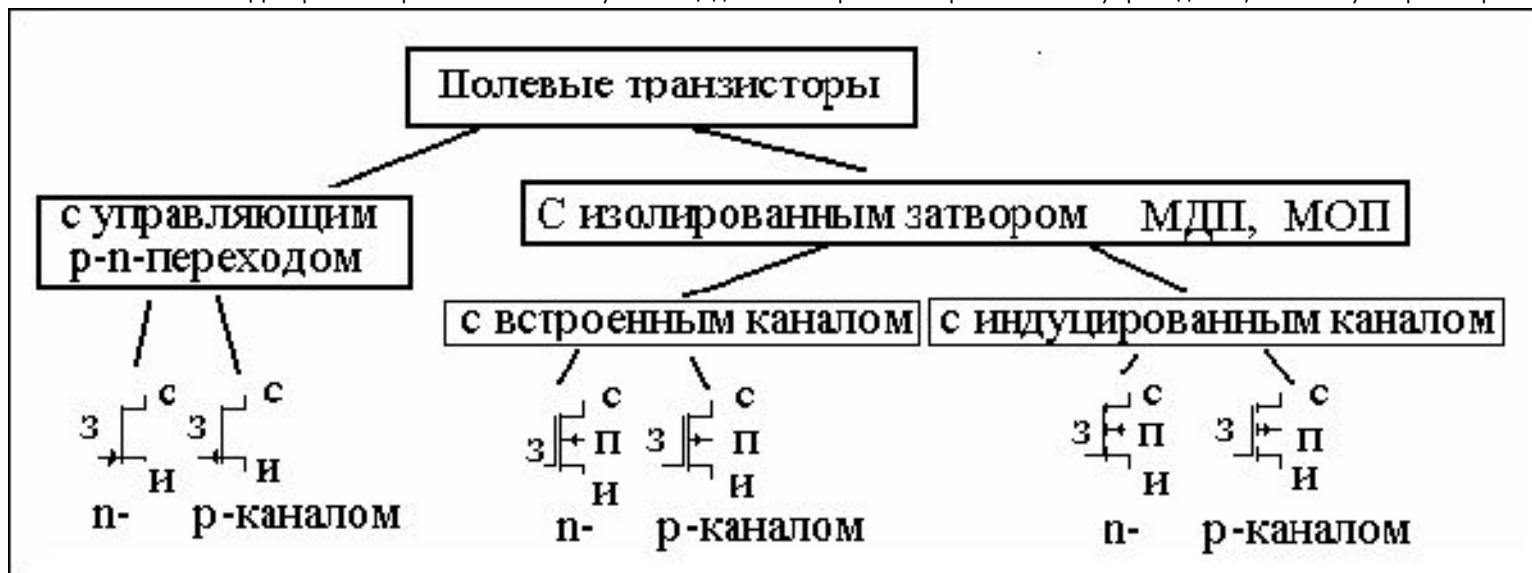 Полевые транзисторы
с управляющим
p-n-переходом
С изолированным затвором МДП, МОП
с встроенным каналом
с индуцированным каналом
З С З С
И И
n- p-каналом
З С П И З С П И
n- p-каналом
З С П И З С П И
n- p-каналом